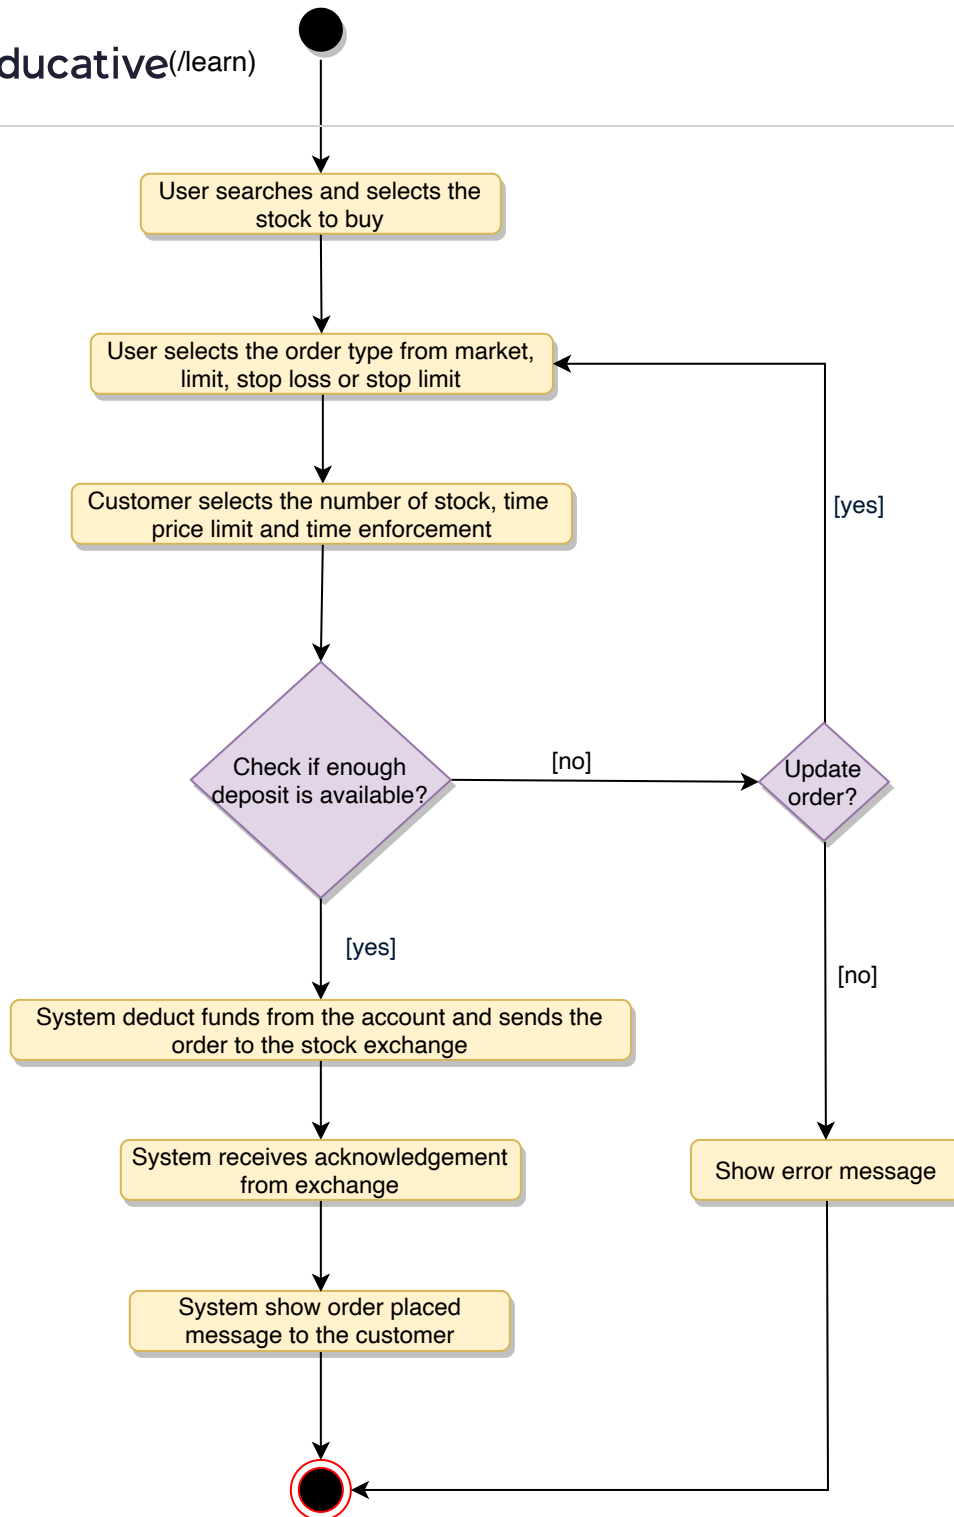 ducative(/learn)
User searches and selects the
stock to buy
User selects the order type from market,
limit, stop loss or stop limit
Customer selects the number of stock, time
price limit and time enforcement
[yes]
Check if enough
deposit is available?
[no]
Update
order?
[yes]
[no]
System deduct funds from the account and sends the
order to the stock exchange
System receives acknowledgement
from exchange
Show error message
System show order placed
message to the customer